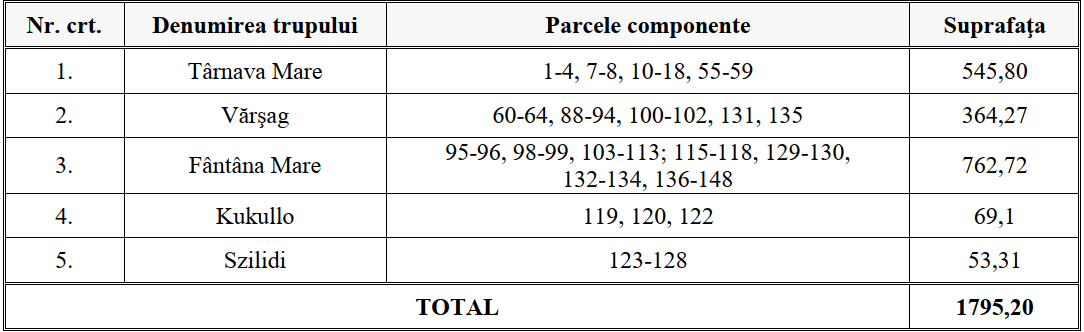 Nr. crt. Denumirea trupului Parcele componente Suprafaţa
1. Târnava Mare 1-4, 7-8, 10-18, 55-59 545,80
2. Vărşag 60-64, 88-94, 100-102, 131, 135 364,27
3. Fântâna Mare 95-96, 98-99, 103-113; 115-118, 129-130, 762,72
132-134, 136-148
4. Kukullo 119, 120, 122 69,1
5. Szilidi 123-128 53,31
TOTAL 1795,20